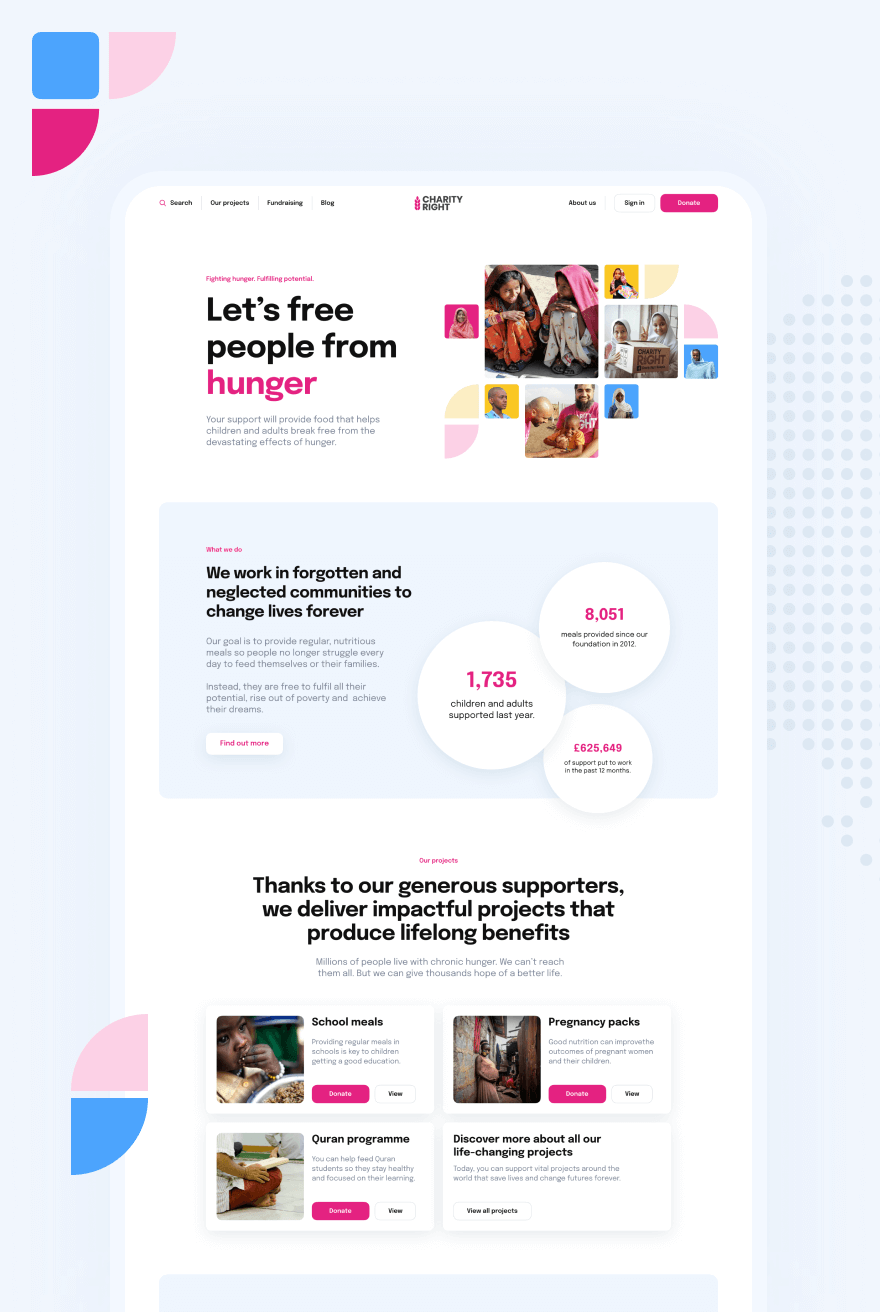 Search
Our projects
Fundraising
Blog
CHARITY
RIGHT
About us
Sign in
Donate
Fighting hunger. Fulfilling potential.
Let's free
people from
hunger
Your support will provide food that helps
children and adults break free from the
devastating effects of hunger.
CHARITY
RIGHT
What we do
We work in forgotten and
neglected communities to
change lives forever
Our goal is to provide regular, nutritious
meals so people no longer struggle every
day to feed themselves or their families.
Instead, they are free to fulfil all their
potential, rise out of poverty and  achieve
their dreams.
Find out more
8,051
meals provided since our
foundation in 2012.
1,735
children and adults
supported last year.
£625,649
of support put to work
in the past 12 months.
Our projects
Thanks to our generous supporters,
we deliver impactful projects that
produce lifelong benefits
Millions of people live with chronic hunger. We can't reach
them all. But we can give thousands hope of a better life.
School meals
Providing regular meals in
schools is key to children
getting a good education.
Donate
View
Pregnancy packs
Good nutrition can improvethe
outcomes of pregnant women
and their children.
Donate
View
Quran programme
You can help feed Quran
students so they stay healthy
and focused on their learning.
Donate
View
Discover more about all our
life-changing projects
Today, you can support vital projects around the
world that save lives and change futures forever.
View all projects